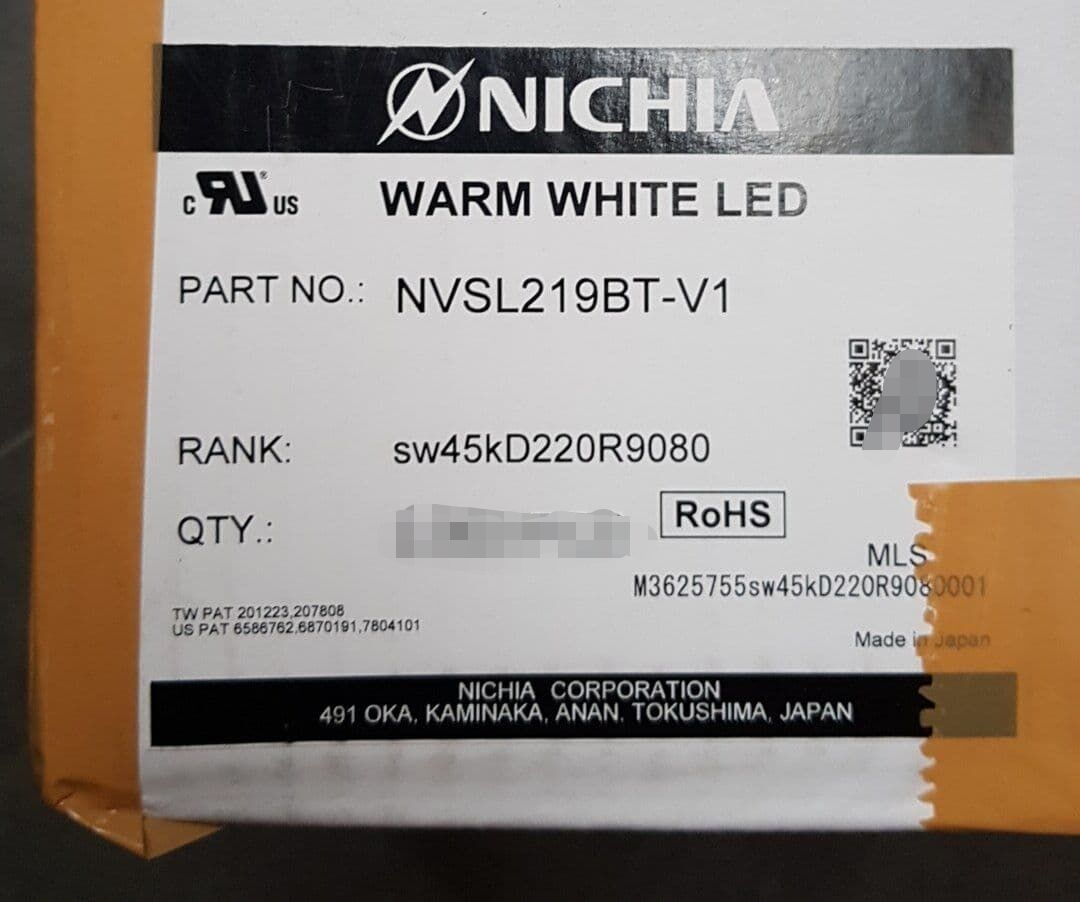 NICHIA
c RU® US WARM WHITE LED
PART NO.: NVSL219BT-V1
RANK: sw45kD220R9080
QTY.: RoHS
MLS
M3625755sw45kD220R9080001
TW PAT 201223,207808
US PAT 6586762,6870191,7804101
Made in Japan
NICHIA CORPORATION
491 OKA, KAMINAKA, ANAN, TOKUSHIMA, JAPAN